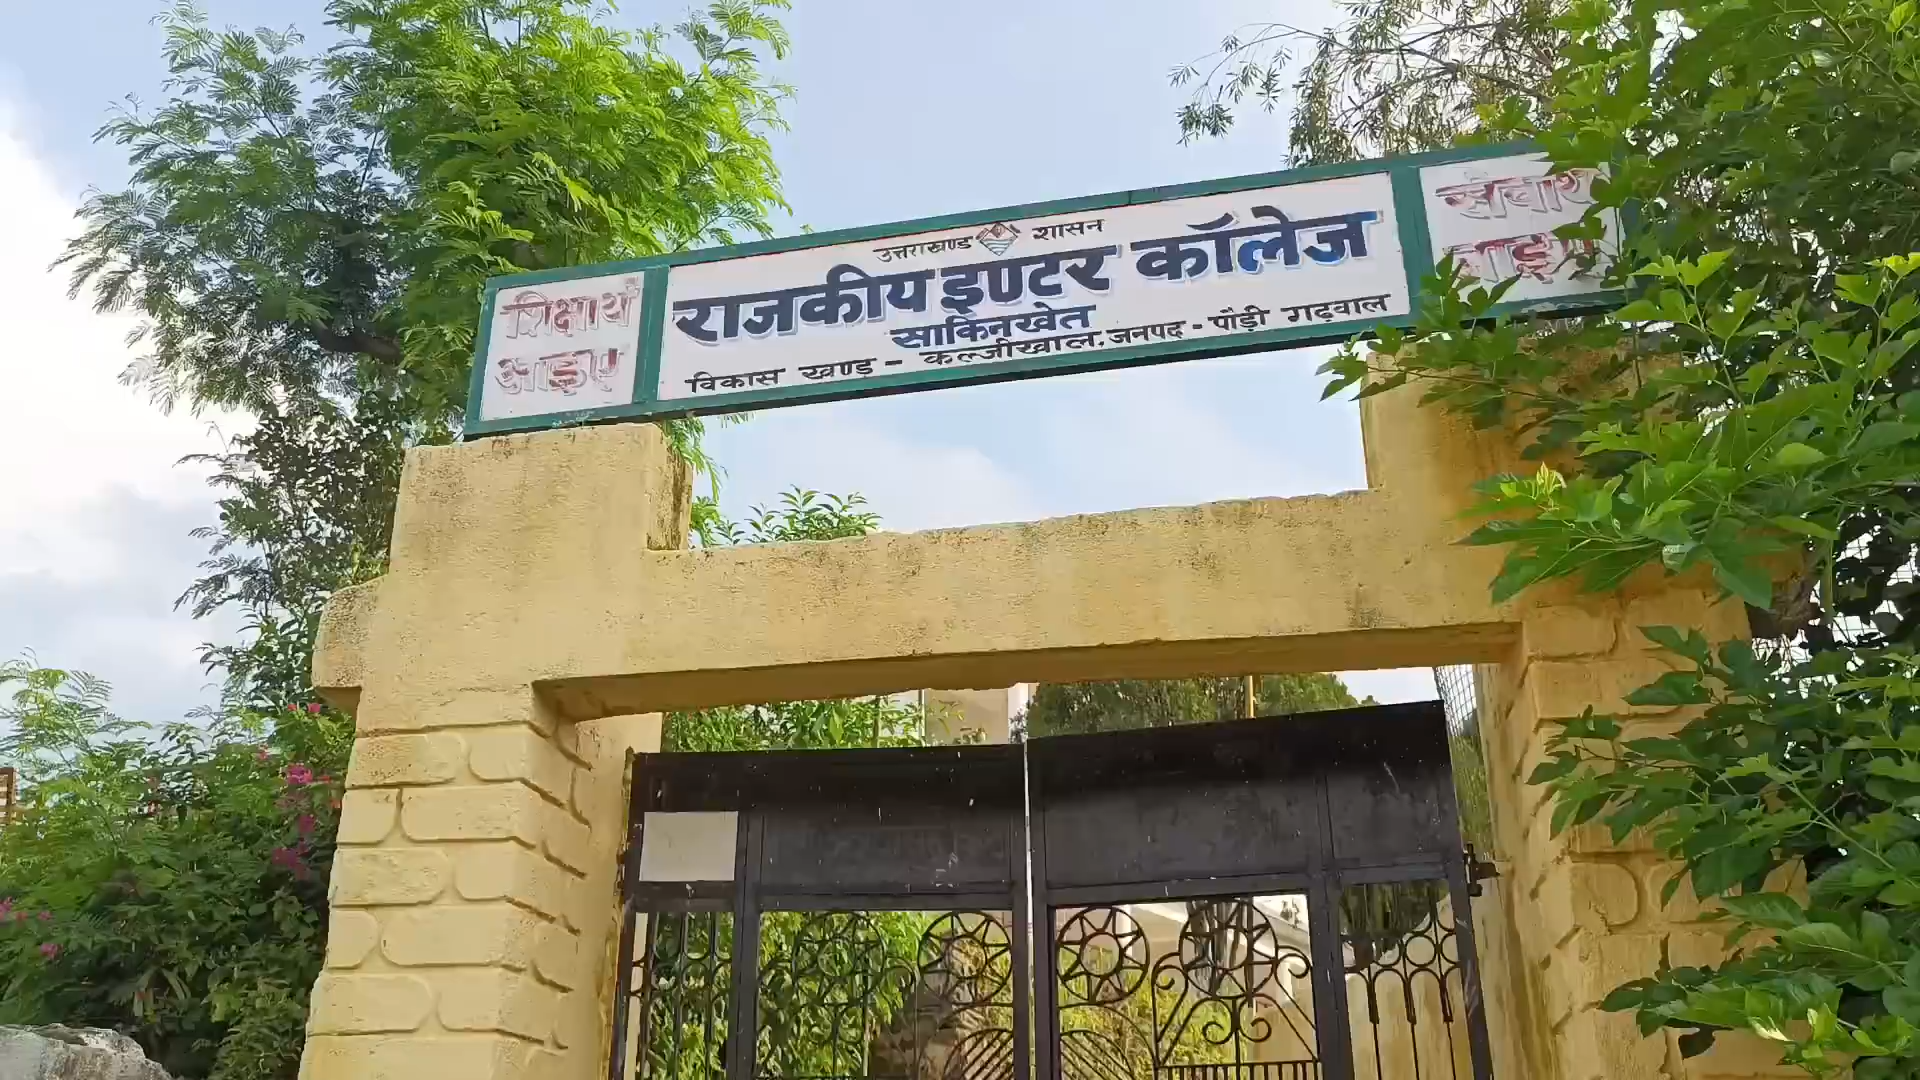 शिक्षार्थ
आइए
उत्तराखण्ड शासन
राजकीय इण्टर कॉलेज
साकिनखेत
विकास खण्ड - कल्जीखाल, जनपद - पौड़ी गढ़वाल